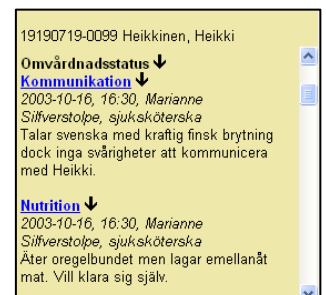 19190719-0099 Heikkinen, Heikki
Omvårdnadsstatus ↓
Kommunikation ↓
2003-10-16, 16:30, Marianne
Silfverstolpe, sjuksköterska
Talar svenska med kraftig finsk brytning
dock inga svårigheter att kommunicera
med Heikki.
Nutrition ↓
2003-10-16, 16:30, Marianne
Silfverstolpe, sjuksköterska
Äter oregelbundet men lagar emellanåt
mat. Vill klara sig själv.